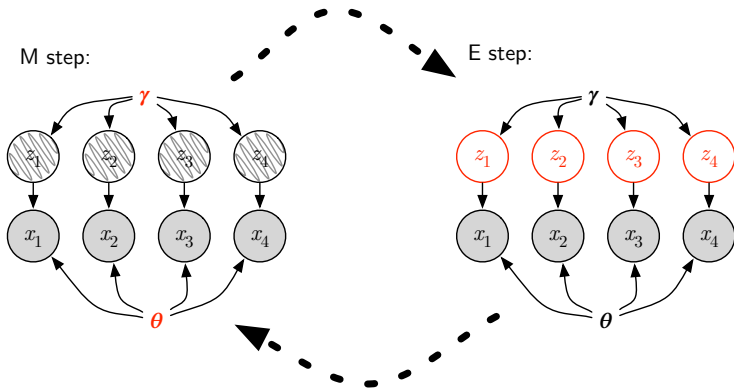 M step: E step:
γ γ
z₁ z₂ z₃ z₄ z₁ z₂ z₃ z₄
x₁ x₂ x₃ x₄ x₁ x₂ x₃ x₄
θ θ